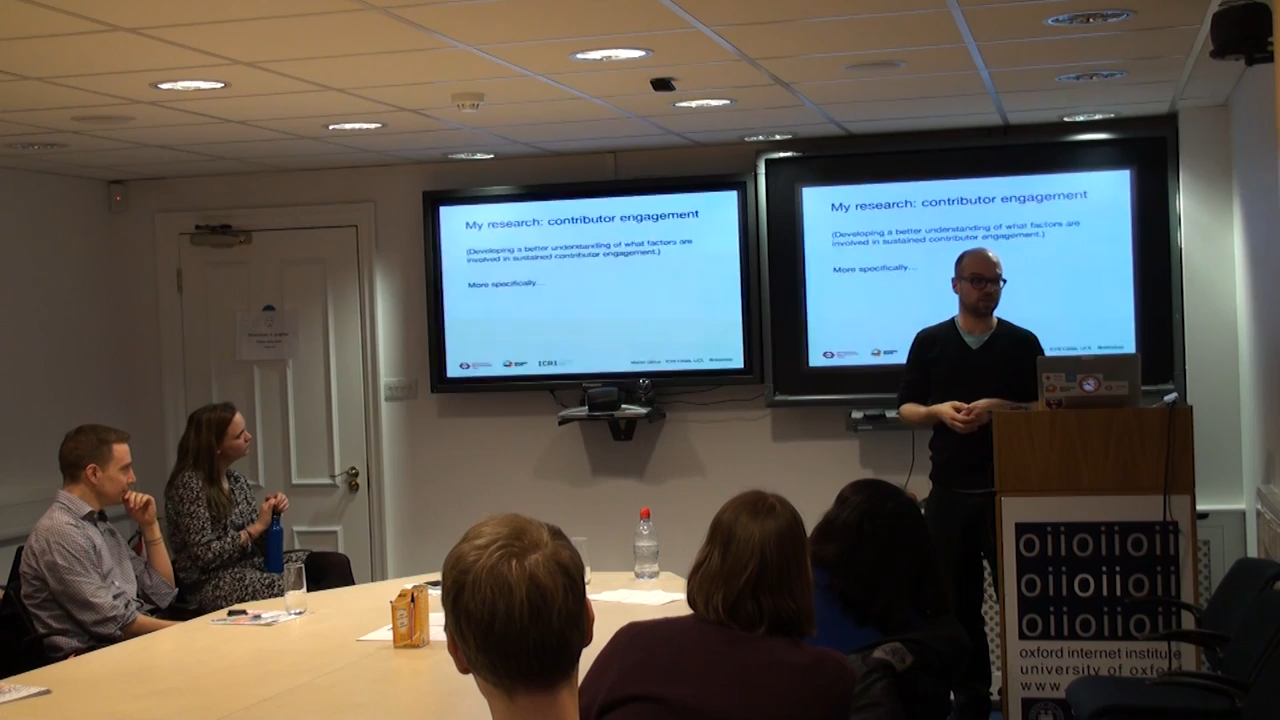 My research: contributor engagement
(Developing a better understanding of what factors are
involved in sustained contributor engagement.)
More specifically...
ICRI
My research: contributor engagement
(Developing a better understanding of what factors are
involved in sustained contributor engagement.)
More specifically...
oiioiioii
oiioiioii
oiioiioii
oxford internet institute
university of oxford
www